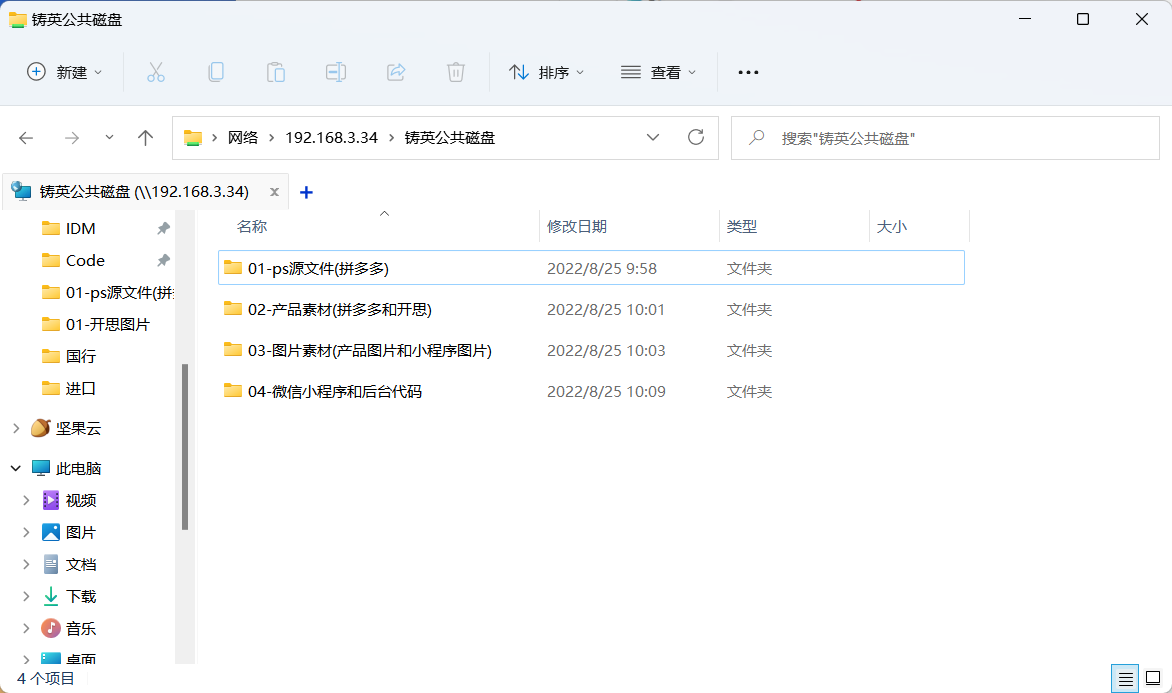 铸英公共磁盘
新建
排序
查看
网络 192.168.3.34 铸英公共磁盘
搜索"铸英公共磁盘"
铸英公共磁盘 (\\192.168.3.34)
名称 修改日期 类型 大小
IDM
Code
01-ps源文件(拼
01-开思图片
国行
进口
坚果云
此电脑
视频
图片
文档
下载
音乐
桌面
01-ps源文件(拼多多) 2022/8/25 9:58 文件夹
02-产品素材(拼多多和开思) 2022/8/25 10:01 文件夹
03-图片素材(产品图片和小程序图片) 2022/8/25 10:03 文件夹
04-微信小程序和后台代码 2022/8/25 10:09 文件夹
4 个项目